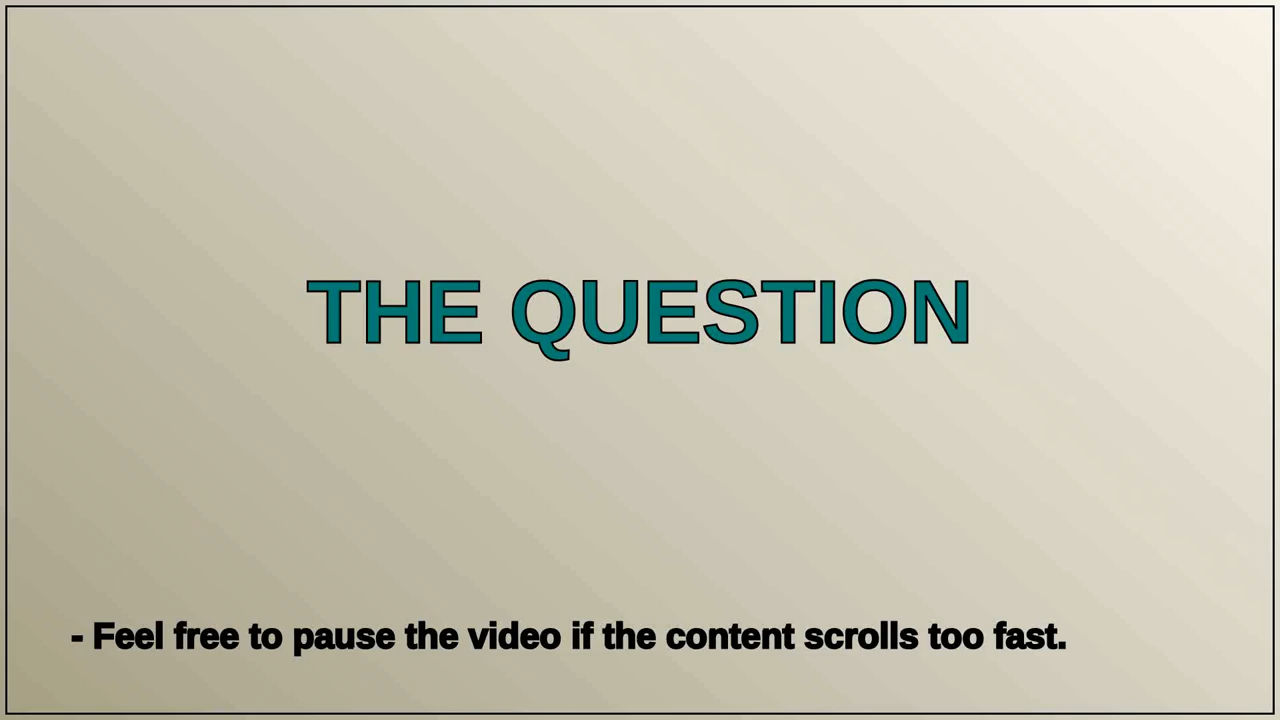 THE QUESTION
- Feel free to pause the video if the content scrolls too fast.